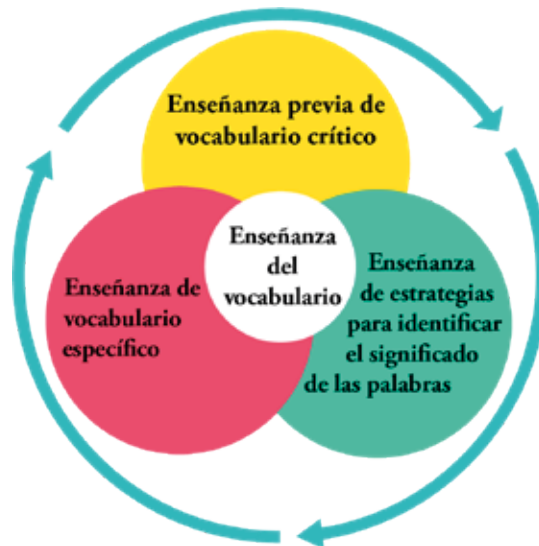 Enseñanza previa de
vocabulario crítico
Enseñanza
del
vocabulario
Enseñanza de
vocabulario
específico
Enseñanza
de estrategias
para identificar
el significado
de las palabras